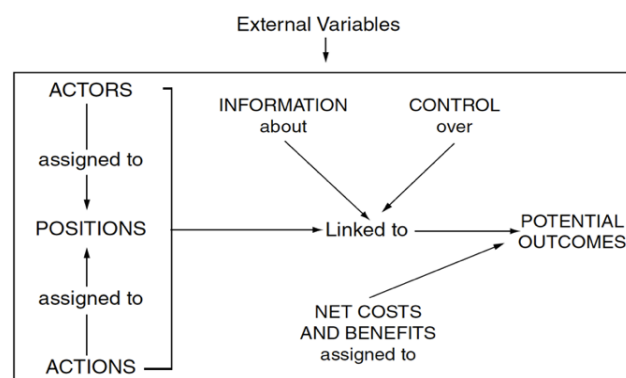 External Variables
ACTORS
assigned to
POSITIONS
assigned to
ACTIONS
INFORMATION
about
CONTROL
over
Linked to
POTENTIAL
OUTCOMES
NET COSTS
AND BENEFITS
assigned to